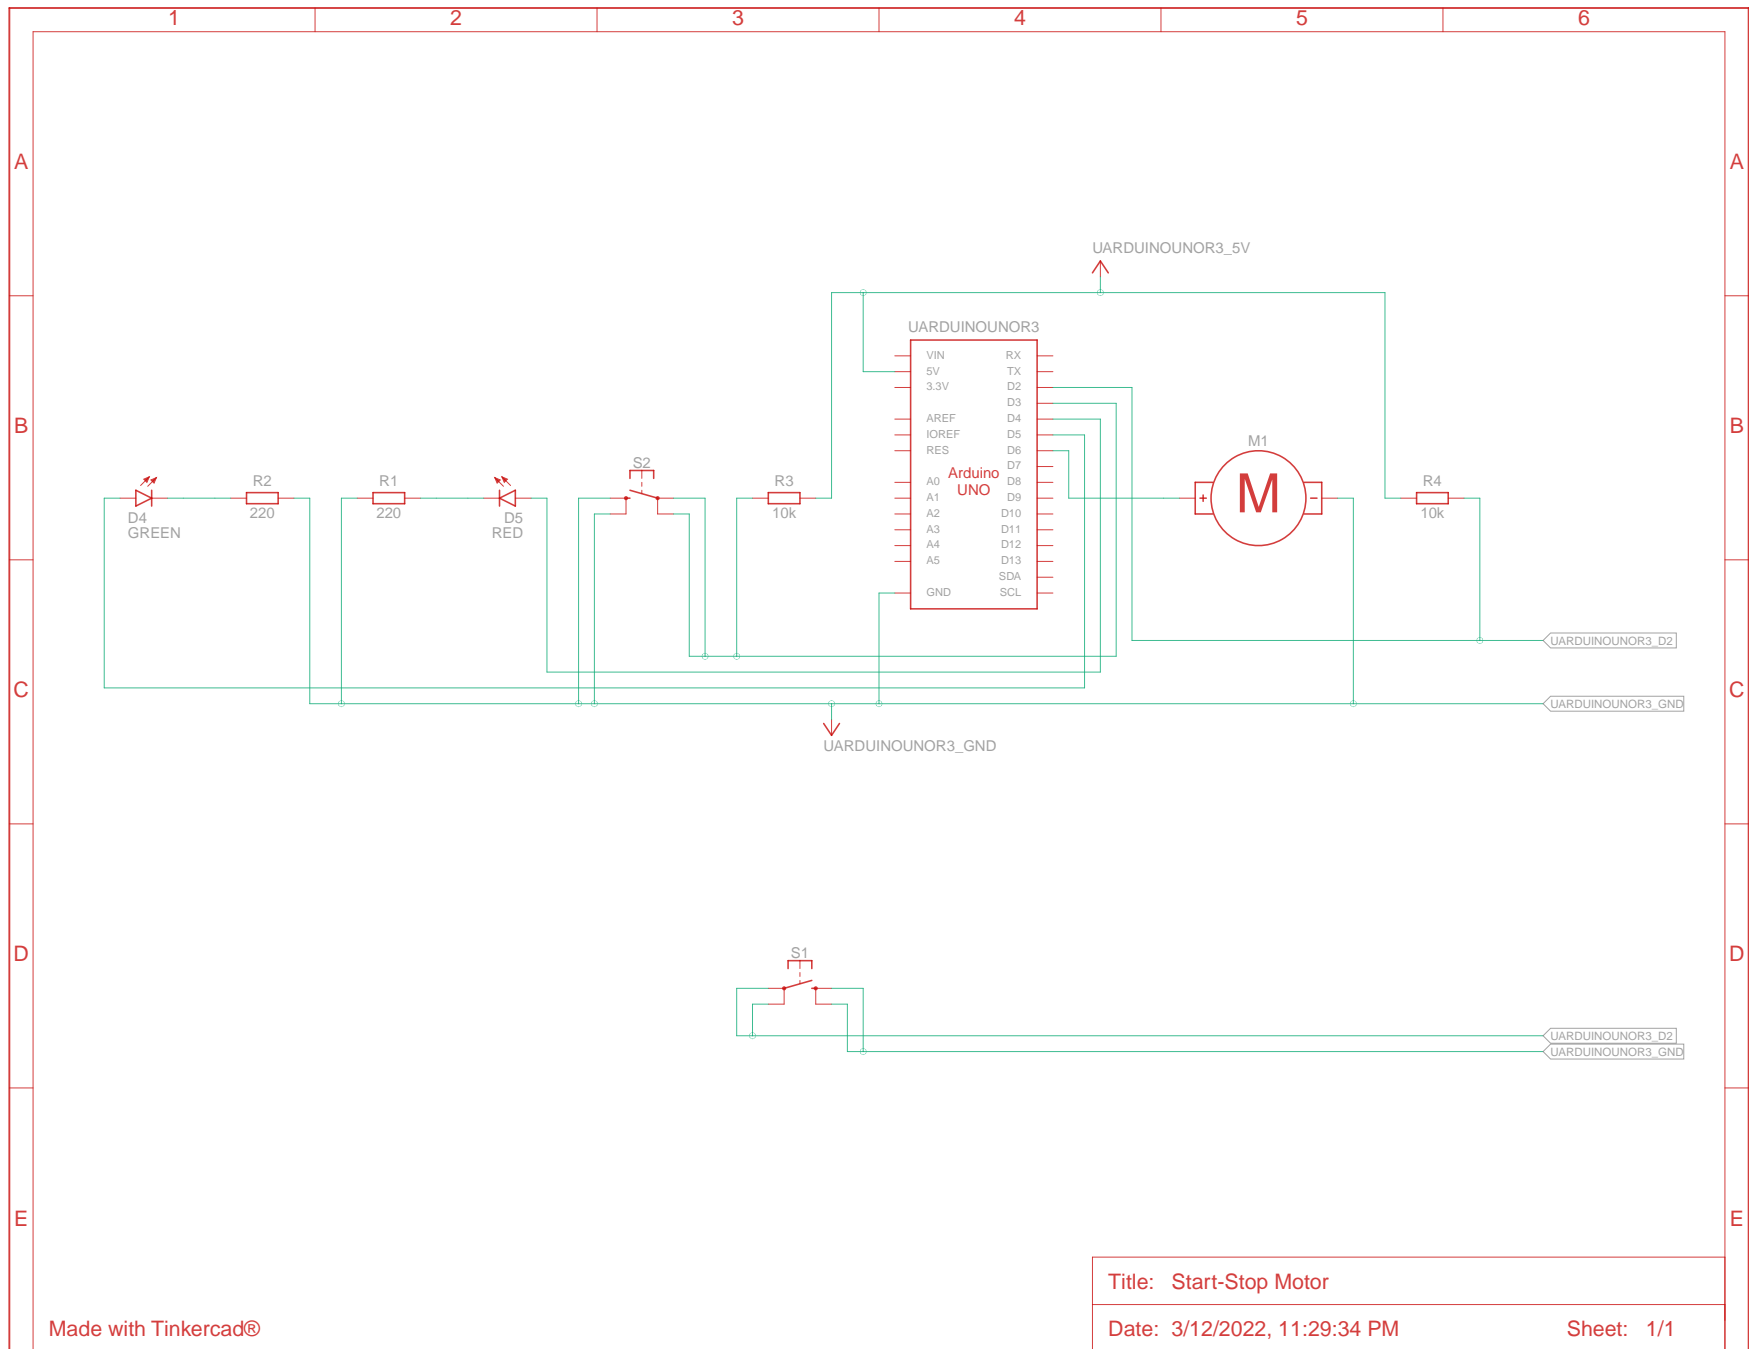 1 2 3 4 5 6
A A
UARDUINOUNOR3_5V
UARDUINOUNOR3
VIN RX
5V TX
3.3V D2
D3
AREF D4
IOREF D5
RES D6
D7
Arduino
UNO
A0 D8
A1 D9
A2 D10
A3 D11
A4 D12
A5 D13
SDA
GND SCL
B B
M1
M
+ -
S2
R2 R1 R3 R4
220 220 10k 10k
D4 D5
GREEN RED
UARDUINOUNOR3_D2
C C
UARDUINOUNOR3_GND
UARDUINOUNOR3_GND
D D
S1
UARDUINOUNOR3_D2
UARDUINOUNOR3_GND
E E
Title: Start-Stop Motor
Made with Tinkercad®
Date: 3/12/2022, 11:29:34 PM Sheet: 1/1